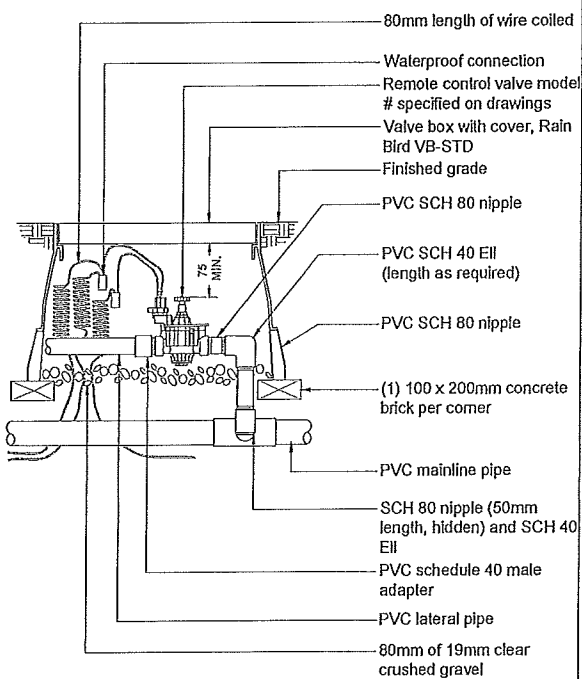 80mm length of wire coiled
Waterproof connection
Remote control valve model
# specified on drawings
Valve box with cover, Rain
Bird VB-STD
Finished grade
PVC SCH 80 nipple
PVC SCH 40 Ell
(length as required)
75
MIN.
PVC SCH 80 nipple
(1) 100 x 200mm concrete
brick per corner
PVC mainline pipe
SCH 80 nipple (50mm
length, hidden) and SCH 40
Ell
PVC schedule 40 male
adapter
PVC lateral pipe
80mm of 19mm clear
crushed gravel